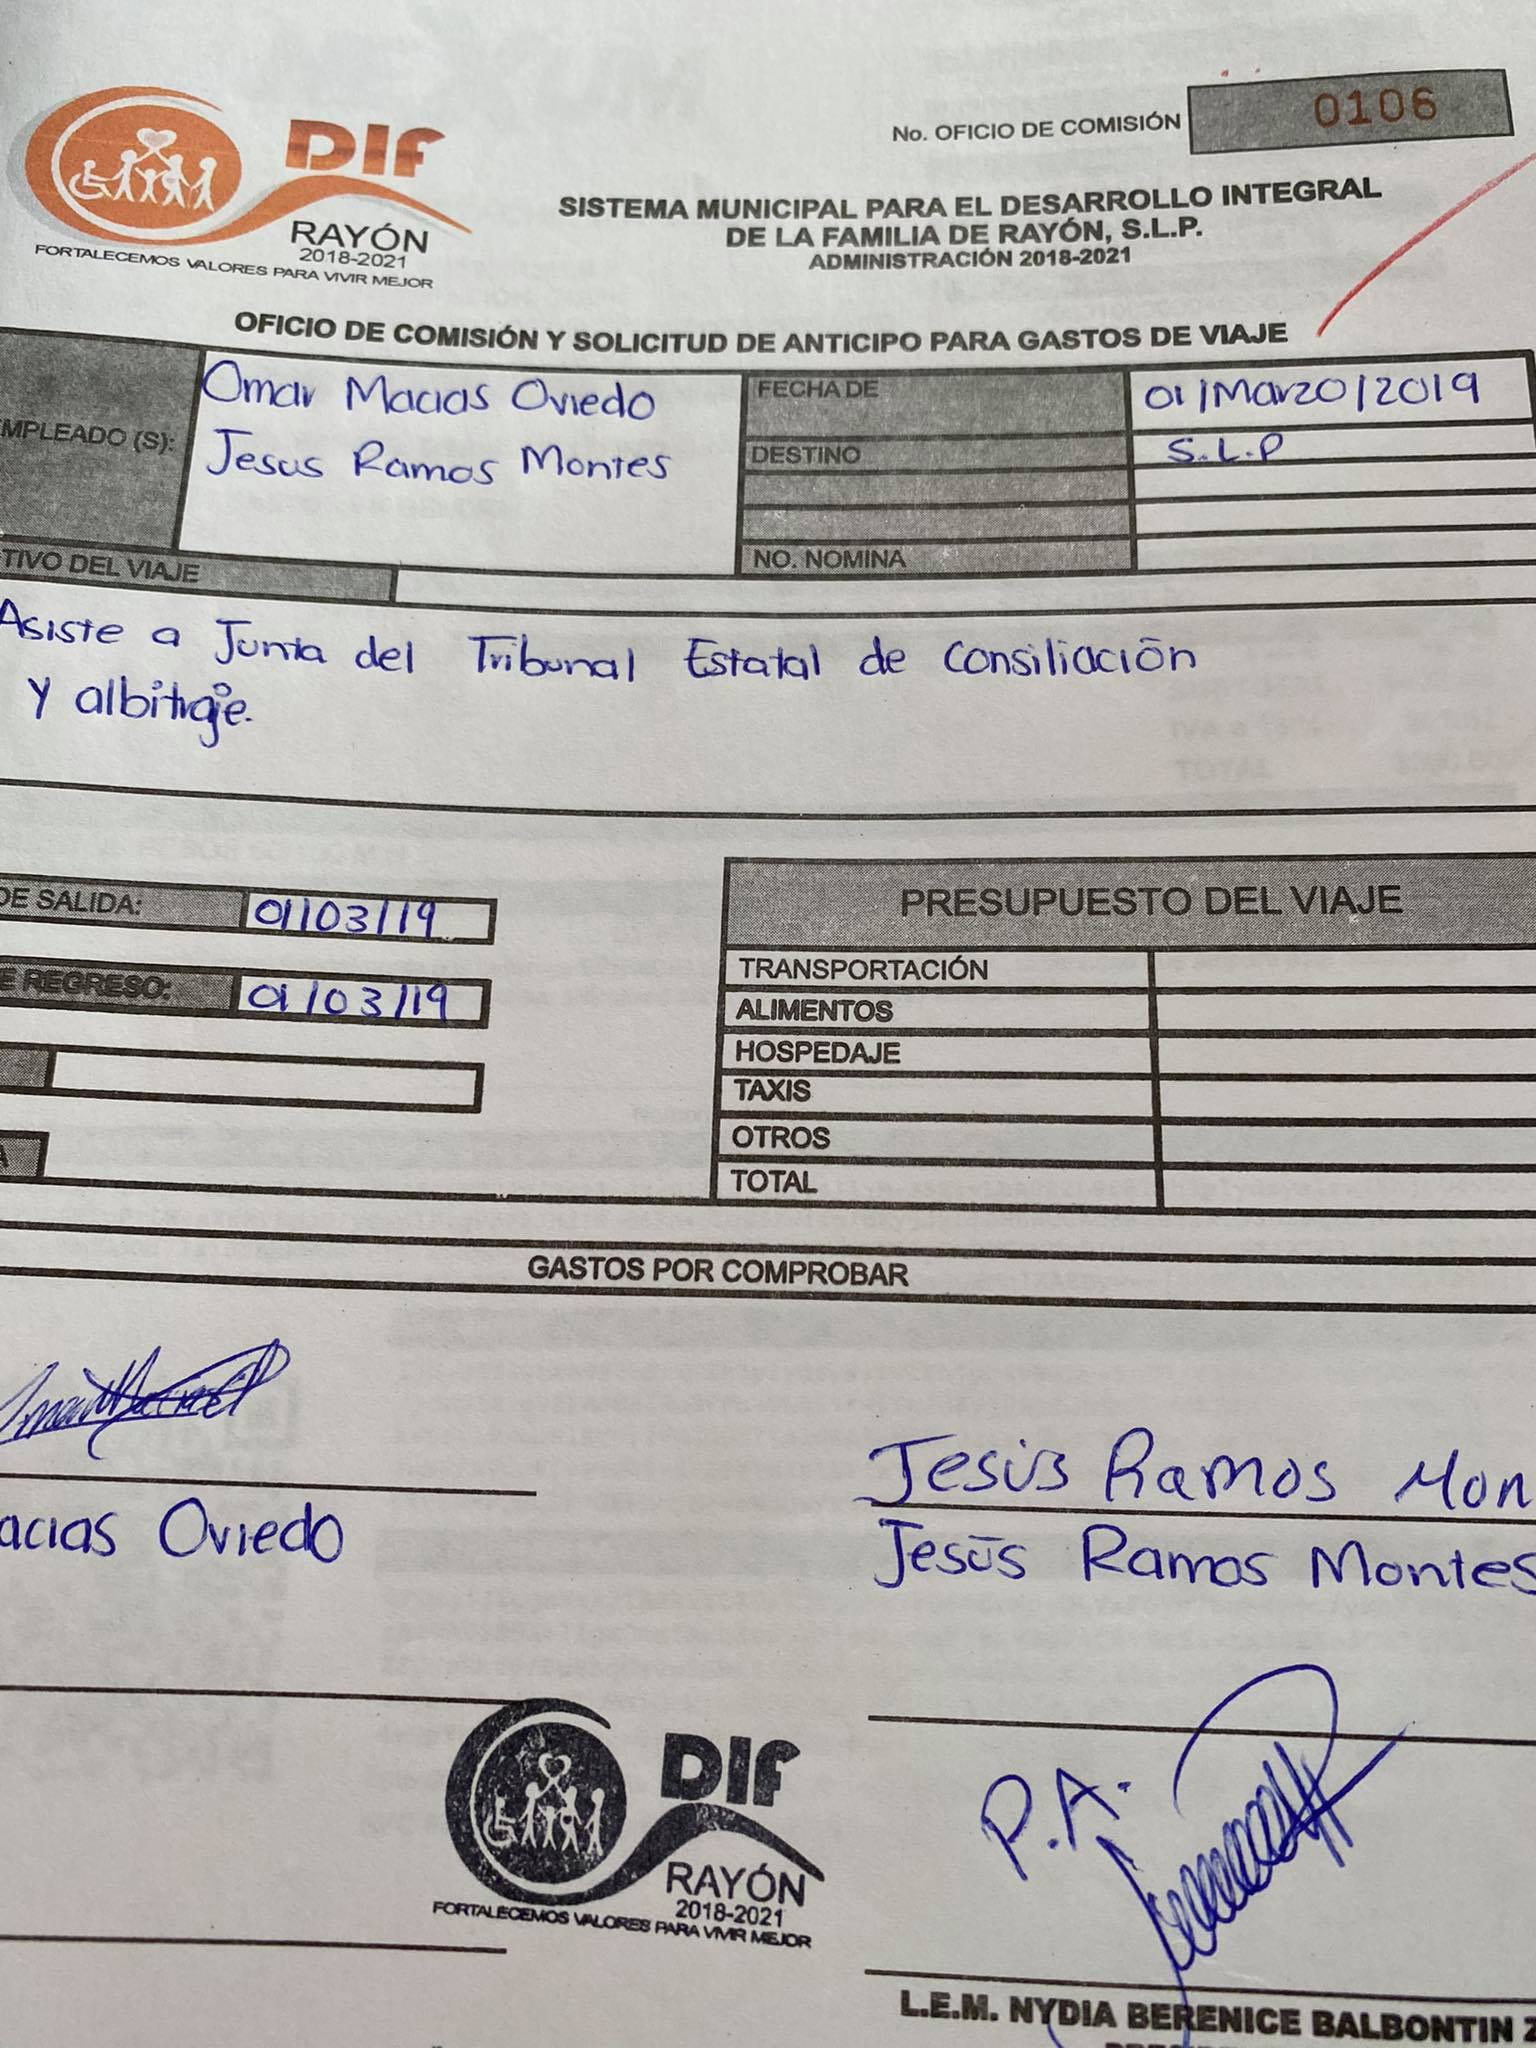 No. OFICIO DE COMISIÓN 0106
DIF
RAYÓN
2018-2021
FORTALECEMOS VALORES PARA VIVIR MEJOR
SISTEMA MUNICIPAL PARA EL DESARROLLO INTEGRAL
DE LA FAMILIA DE RAYÓN, S.L.P.
ADMINISTRACIÓN 2018-2021
OFICIO DE COMISIÓN Y SOLICITUD DE ANTICIPO PARA GASTOS DE VIAJE
MPLEADO (S):
Omar Macias Oviedo
Jesus Ramos Montes
FECHA DE 01/Marzo/2019
DESTINO S.L.P
NO. NOMINA
TIVO DEL VIAJE
Asiste a Junta del Tribunal Estatal de Consiliación
y albitraje.
DE SALIDA: 01/03/19
E REGRESO: 01/03/19
A
PRESUPUESTO DEL VIAJE
TRANSPORTACIÓN
ALIMENTOS
HOSPEDAJE
TAXIS
OTROS
TOTAL
GASTOS POR COMPROBAR
acias Oviedo
Jesús Ramos Mon
Jesús Ramos Montes
DIF
RAYÓN
2018-2021
FORTALECEMOS VALORES PARA VIVIR MEJOR
P.A.
L.E.M. NYDIA BERENICE BALBONTIN Z